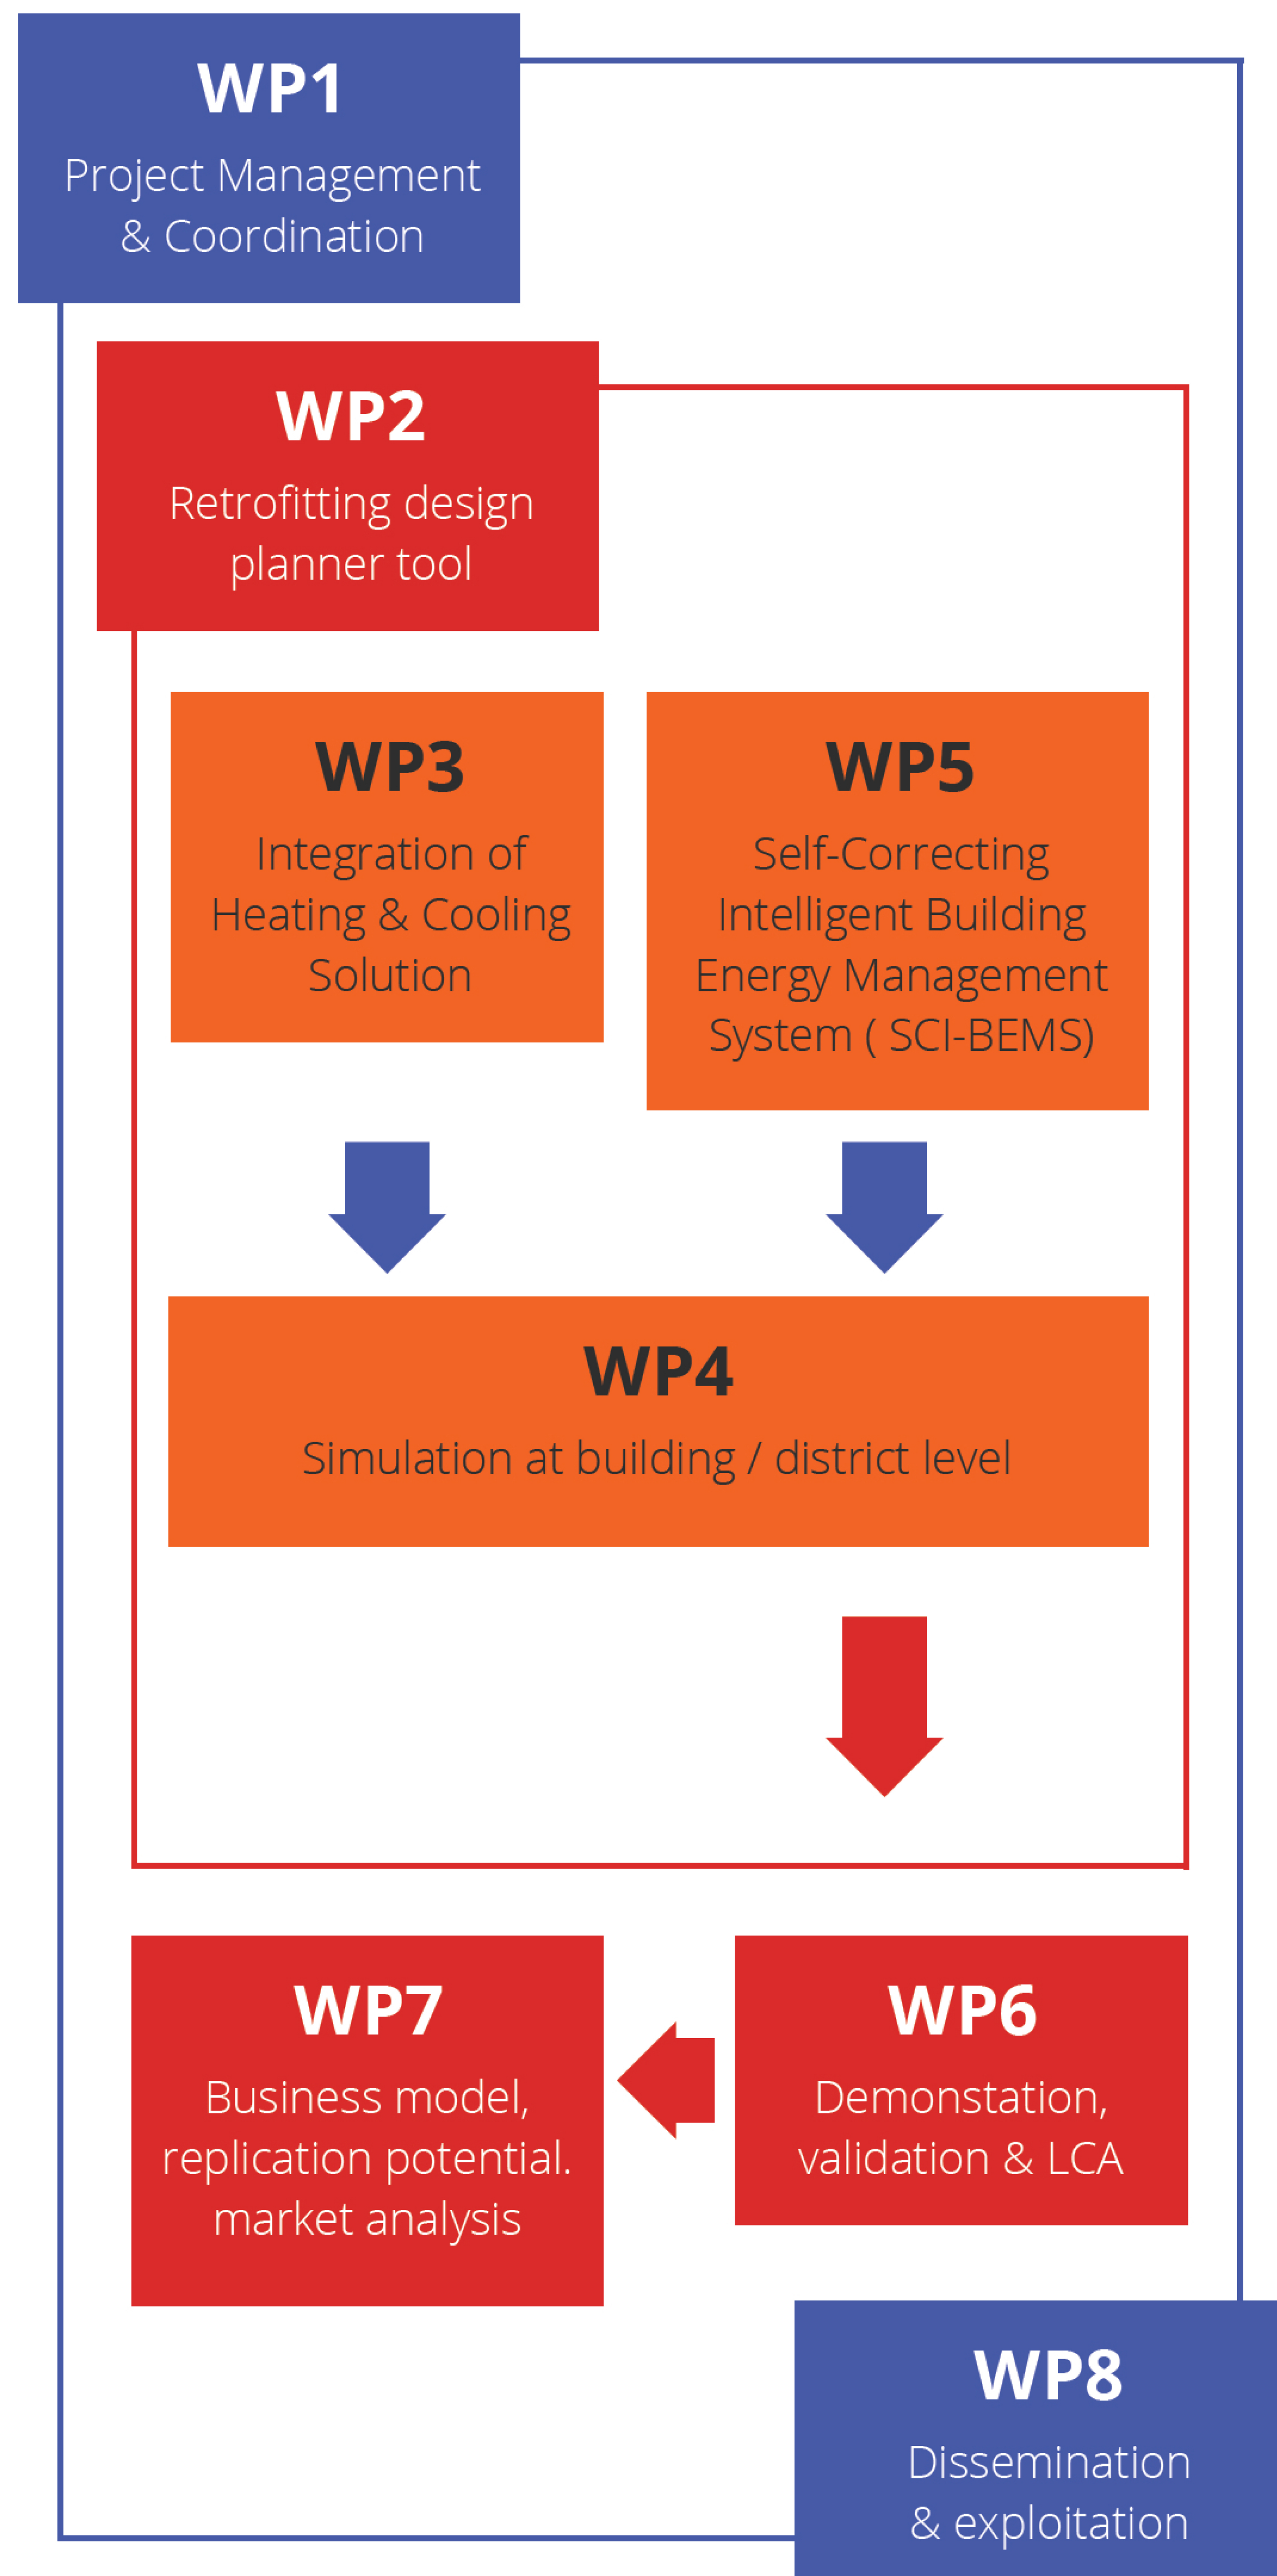 WP1
Project Management
& Coordination
WP2
Retrofitting design
planner tool
WP3
Integration of
Heating & Cooling
Solution
WP5
Self-Correcting
Intelligent Building
Energy Management
System ( SCI-BEMS)
WP4
Simulation at building / district level
WP7
Business model,
replication potential.
market analysis
WP6
Demonstation,
validation & LCA
WP8
Dissemination
& exploitation